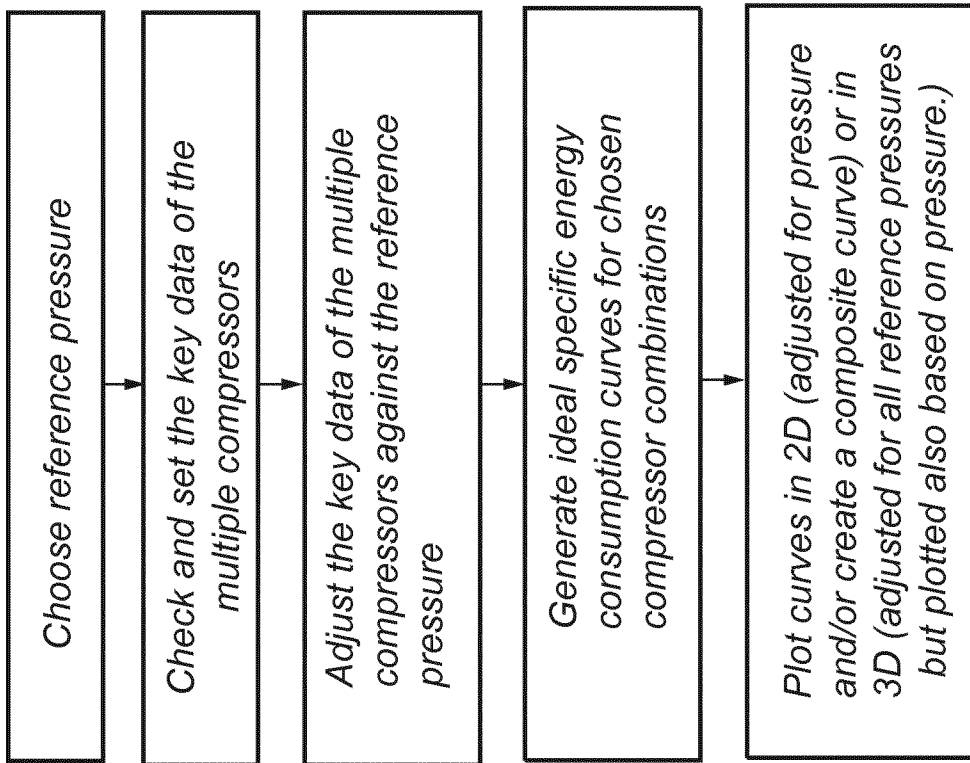 Choose reference pressure
Check and set the key data of the
multiple compressors
Adjust the key data of the multiple
compressors against the reference
pressure
Generate ideal specific energy
consumption curves for chosen
compressor combinations
Plot curves in 2D (adjusted for pressure
and/or create a composite curve) or in
3D (adjusted for all reference pressures
but plotted also based on pressure.)